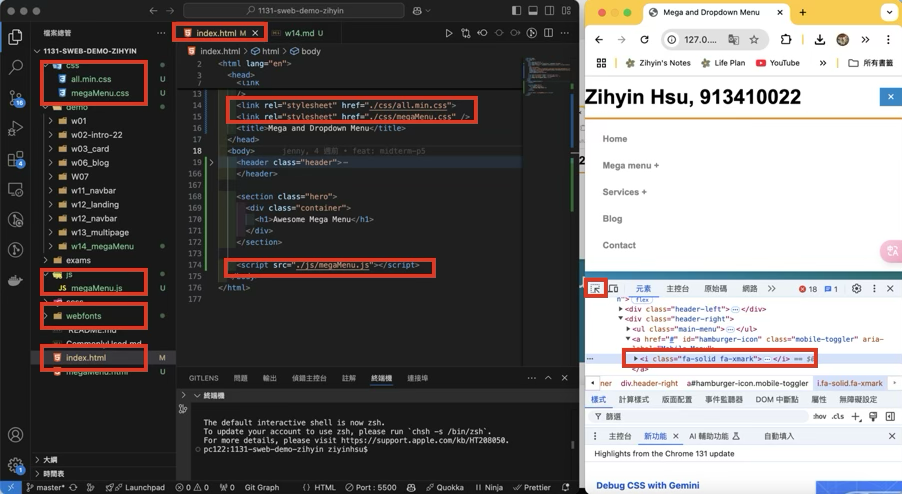 1131-sweb-demo-zihyin
檔案總管
1131-SWEB-DEMO-ZIHYIN
css
all.min.css
megaMenu.css
demo
w01
w02-intro-22
w03_card
w06_blog
W07
w11_navbar
w12_landing
w12_navbar
w13_multipage
w14_megaMenu
exams
js
JS megaMenu.js
webfonts
README.md
CommonlyUsed.md
index.html M
megaMenu.html
大綱
時間表
index.html M
w14.md U
index.html > html > body
2 <html lang="en">
3 <head>
<link
13 />
14 <link rel="stylesheet" href="./css/all.min.css">
15 <link rel="stylesheet" href="./css/megaMenu.css" />
16 <title>Mega and Dropdown Menu</title>
17 </head>
18 <body> jenny, 4 週前 • feat: midterm-p5
19 <header class="header">⋯
166 </header>
167
168 <section class="hero">
169 <div class="container">
170 <h1>Awesome Mega Menu</h1>
171 </div>
172 </section>
173
174 <script src="./js/megaMenu.js"></script>
175
176 </html>
177
GITLENS 問題 輸出 偵錯主控台 註解 終端機 連接埠
終端機
The default interactive shell is now zsh.
To update your account to use zsh, please run `chsh -s /bin/zsh`.
For more details, please visit https://support.apple.com/kb/HT208050.
pc122:1131-sweb-demo-zihyin ziyinhsu$
master* Launchpad 0 0 0 Git Graph {} HTML Port : 5500 Quokka Ninja Prettier
Mega and Dropdown Menu
127.0....
Zihyin's Notes Life Plan YouTube 所有書籤
Zihyin Hsu, 913410022
Home
Mega menu +
Services +
Blog
Contact
元素 主控台 原始碼 網路 18 1
n"> flex
<div class="header-left">⋯</div>
<div class="header-right">
<ul class="main-menu">⋯</ul>
<a href="#" id="hamburger-icon" class="mobile-toggler" aria-
label="Mobile Menu">
<i class="fa-solid fa-xmark">⋯</i> == $0
</a>
ner div.header-right a#hamburger-icon.mobile-toggler i.fa-solid.fa-xmark
樣式 計算樣式 版面配置 事件監聽器 DOM 中斷點 屬性 無障礙設定
篩選 :hov .cls
主控台 新功能 AI 輔助功能 自動填入
Highlights from the Chrome 131 update
Debug CSS with Gemini